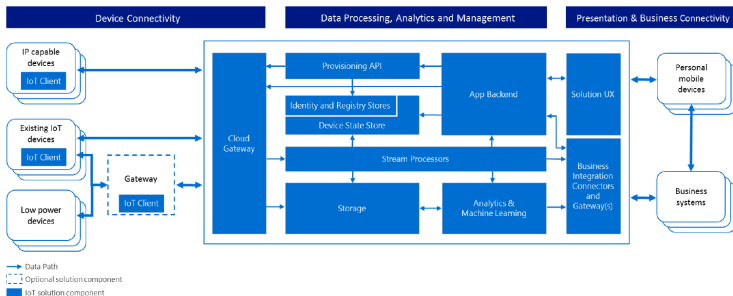 Device Connectivity
Data Processing, Analytics and Management
Presentation & Business Connectivity
IP capable
devices
IoT Client
Existing IoT
devices
IoT Client
Low power
devices
Gateway
IoT Client
Cloud
Gateway
Provisioning API
Identity and Registry Stores
Device State Store
Stream Processors
Storage
App Backend
Analytics &
Machine Learning
Solution UX
Business
Integration
Connectors
and
Gateway(s)
Personal
mobile
devices
Business
systems
Data Path
Optional solution component
IoT solution component